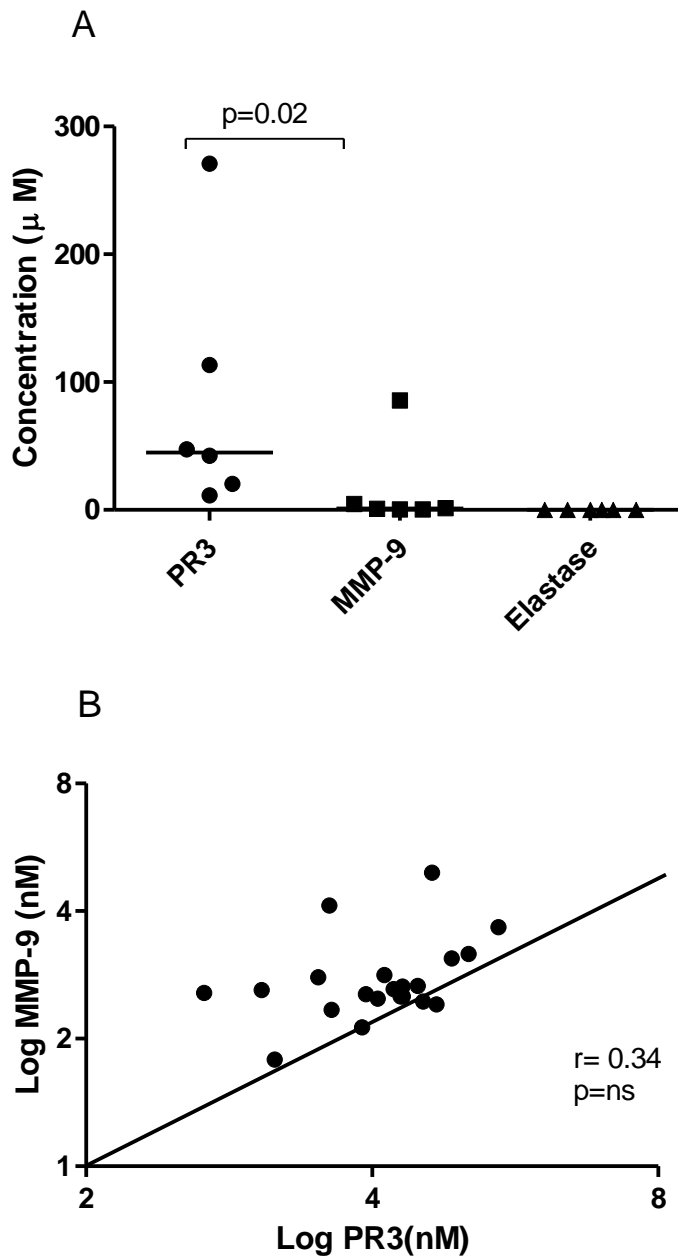 A
p=0.02
300
200
100
0
Concentration (μ M)
PR3
MMP-9
Elastase
B
8
4
2
1
Log MMP-9 (nM)
r= 0.34
p=ns
2
4
8
Log PR3(nM)